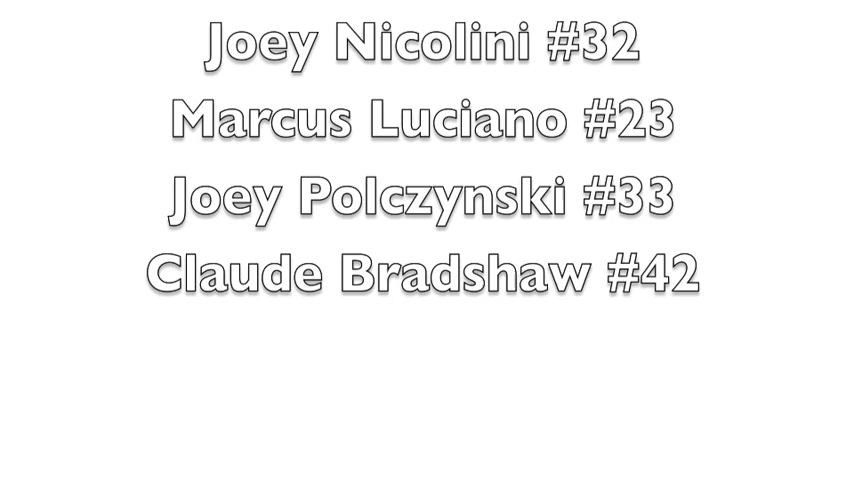 Joey Nicolini #32
Marcus Luciano #23
Joey Polczynski #33
Claude Bradshaw #42